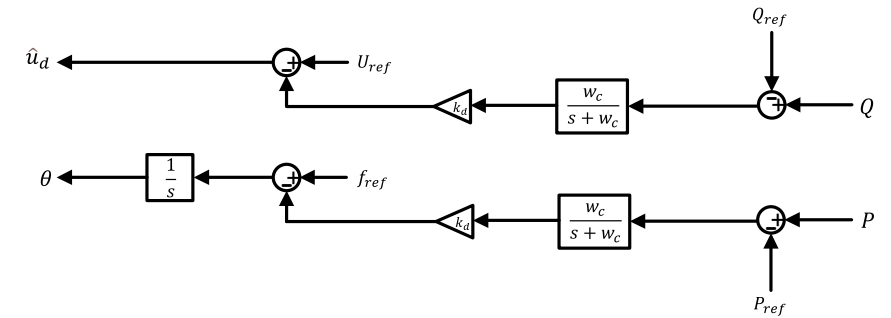 Q_ref
û_d
U_ref
k_d
w_c
s + w_c
Q
θ
1
s
f_ref
k_d
w_c
s + w_c
P
P_ref